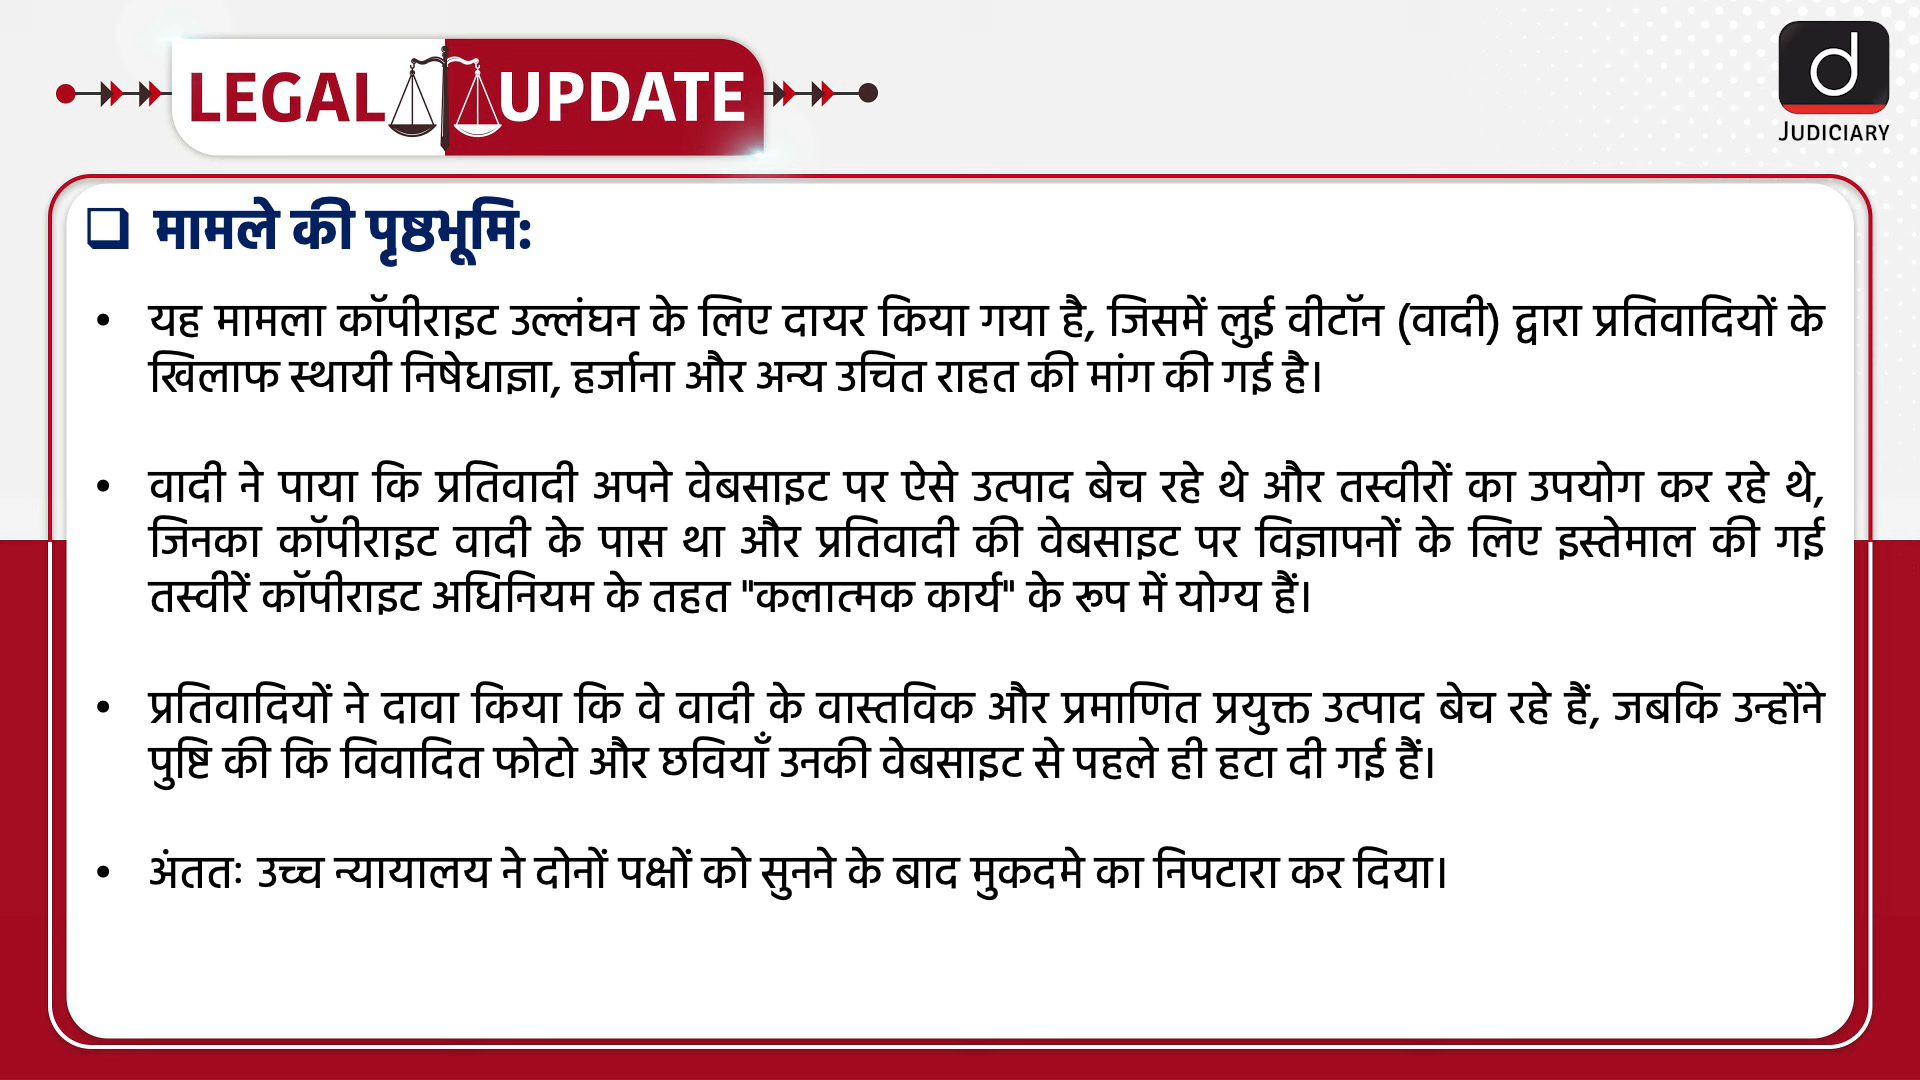 LEGAL UPDATE
JUDICIARY
❑ मामले की पृष्ठभूमि:
• यह मामला कॉपीराइट उल्लंघन के लिए दायर किया गया है, जिसमें लुई वीटॉन (वादी) द्वारा प्रतिवादियों के
खिलाफ स्थायी निषेधाज्ञा, हर्जाना और अन्य उचित राहत की मांग की गई है।
• वादी ने पाया कि प्रतिवादी अपने वेबसाइट पर ऐसे उत्पाद बेच रहे थे और तस्वीरों का उपयोग कर रहे थे,
जिनका कॉपीराइट वादी के पास था और प्रतिवादी की वेबसाइट पर विज्ञापनों के लिए इस्तेमाल की गई
तस्वीरें कॉपीराइट अधिनियम के तहत "कलात्मक कार्य" के रूप में योग्य हैं।
• प्रतिवादियों ने दावा किया कि वे वादी के वास्तविक और प्रमाणित प्रयुक्त उत्पाद बेच रहे हैं, जबकि उन्होंने
पुष्टि की कि विवादित फोटो और छवियाँ उनकी वेबसाइट से पहले ही हटा दी गई हैं।
• अंततः उच्च न्यायालय ने दोनों पक्षों को सुनने के बाद मुकदमे का निपटारा कर दिया।